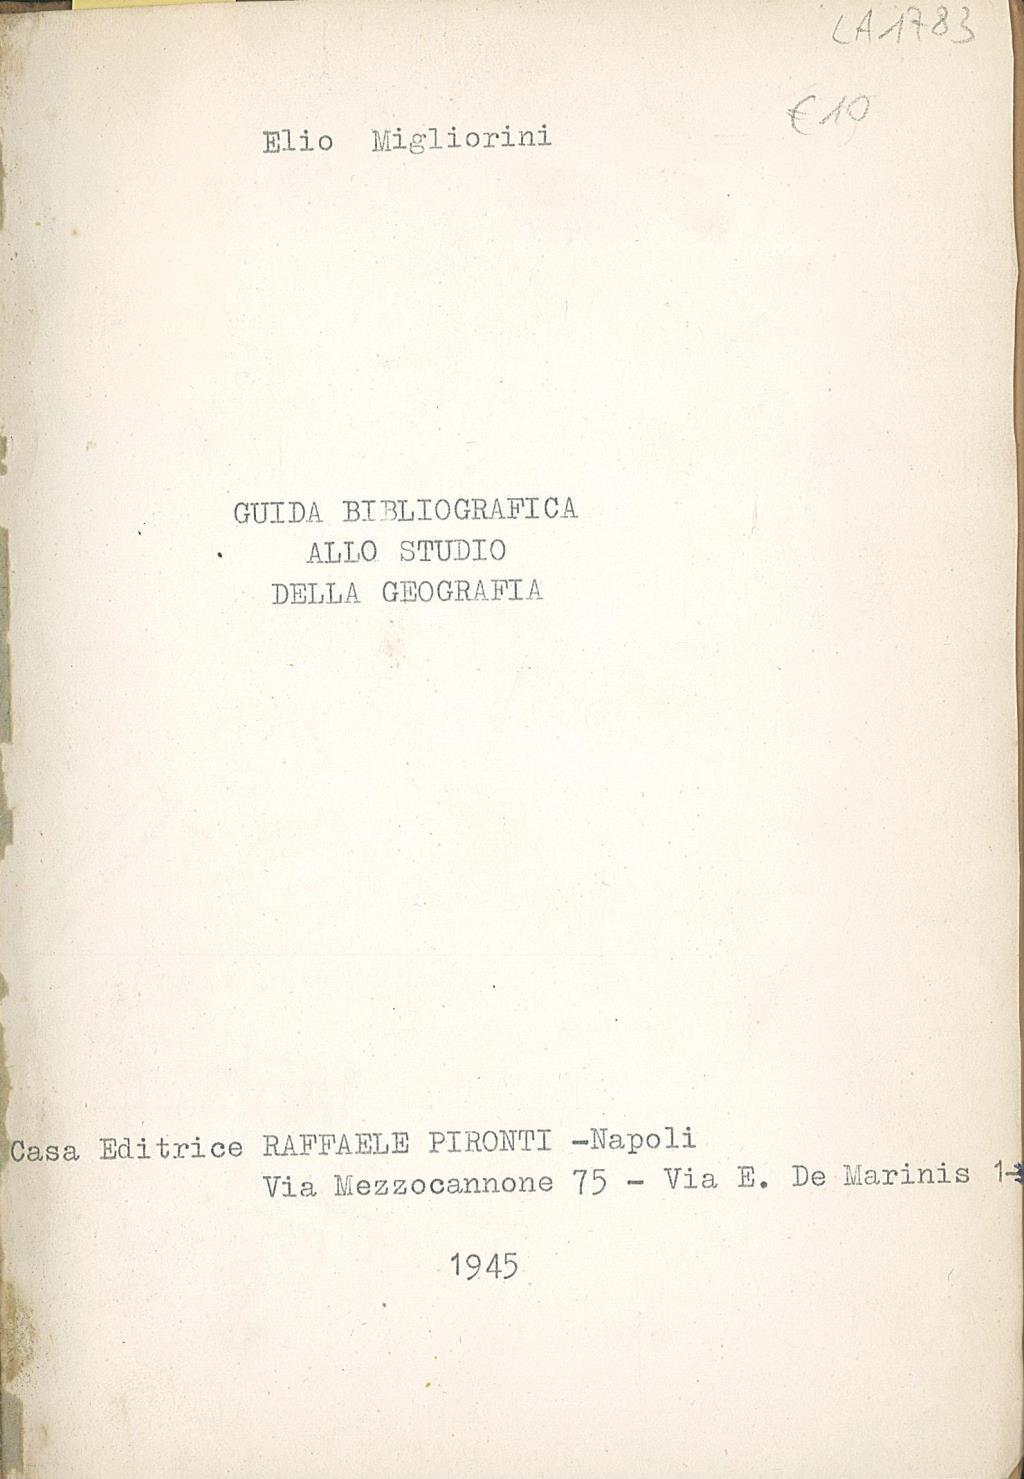 LA1783
€10
Elio Migliorini
GUIDA BIBLIOGRAFICA
ALLO STUDIO
DELLA GEOGRAFIA
Casa Editrice RAFFAELE PIRONTI -Napoli
Via Mezzocannone 75 - Via E. De Marinis 1-
1945